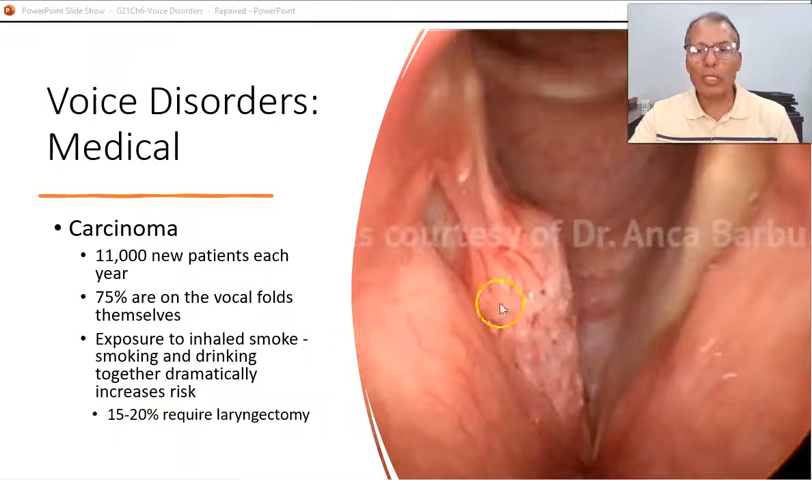 PowerPoint Slide Show - G21Ch6-Voice Disorders - Repaired - PowerPoint
Voice Disorders:
Medical
• Carcinoma
• 11,000 new patients each
year
• 75% are on the vocal folds
themselves
• Exposure to inhaled smoke -
smoking and drinking
together dramatically
increases risk
• 15-20% require laryngectomy
s courtesy of Dr. Anca Barbu